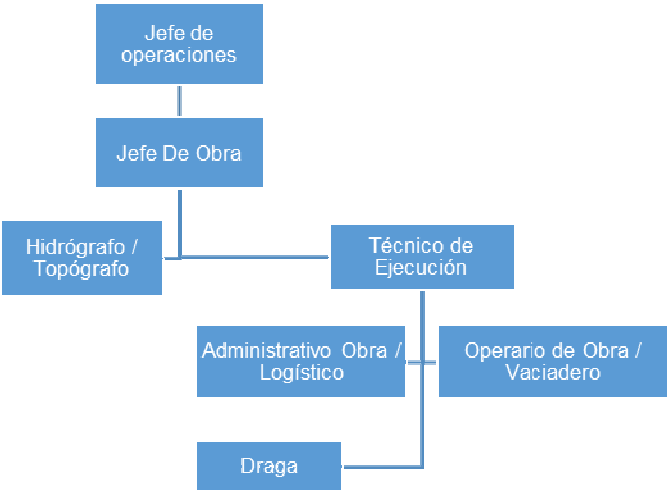 Jefe de
operaciones
Jefe De Obra
Hidrógrafo /
Topógrafo
Técnico de
Ejecución
Administrativo Obra /
Logístico
Operario de Obra /
Vaciadero
Draga